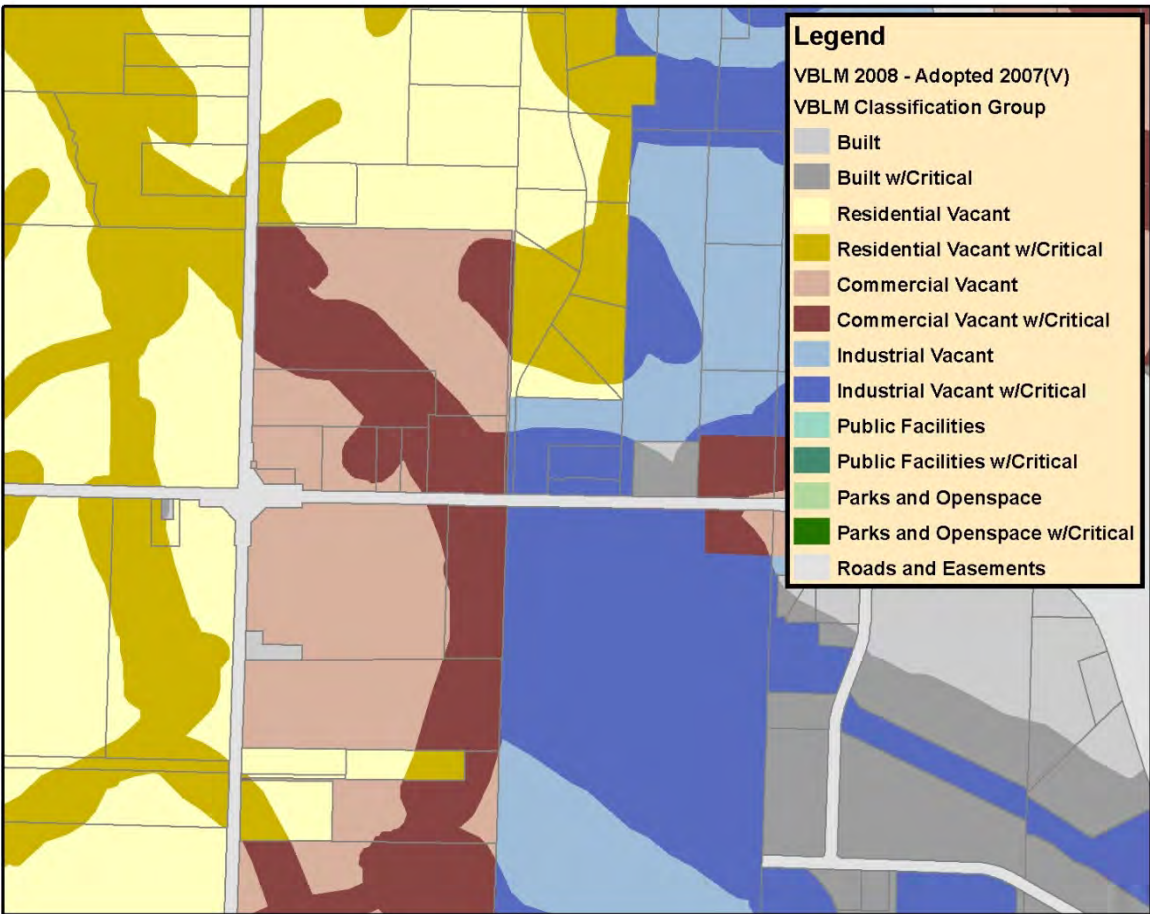 Legend
VBLM 2008 - Adopted 2007(V)
VBLM Classification Group
Built
Built w/Critical
Residential Vacant
Residential Vacant w/Critical
Commercial Vacant
Commercial Vacant w/Critical
Industrial Vacant
Industrial Vacant w/Critical
Public Facilities
Public Facilities w/Critical
Parks and Openspace
Parks and Openspace w/Critical
Roads and Easements